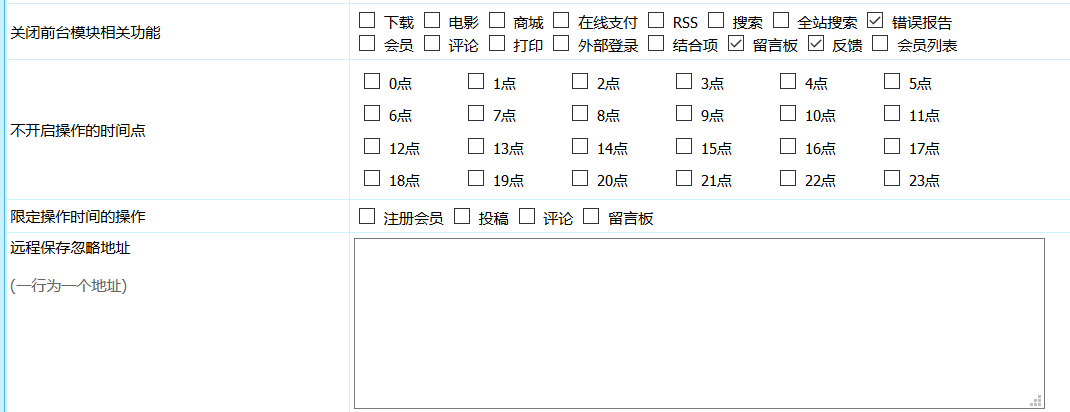 关闭前台模块相关功能
下载 电影 商城 在线支付 RSS 搜索 全站搜索 错误报告
会员 评论 打印 外部登录 结合项 留言板 反馈 会员列表
不开启操作的时间点
0点 1点 2点 3点 4点 5点
6点 7点 8点 9点 10点 11点
12点 13点 14点 15点 16点 17点
18点 19点 20点 21点 22点 23点
限定操作时间的操作
注册会员 投稿 评论 留言板
远程保存忽略地址
(一行为一个地址)